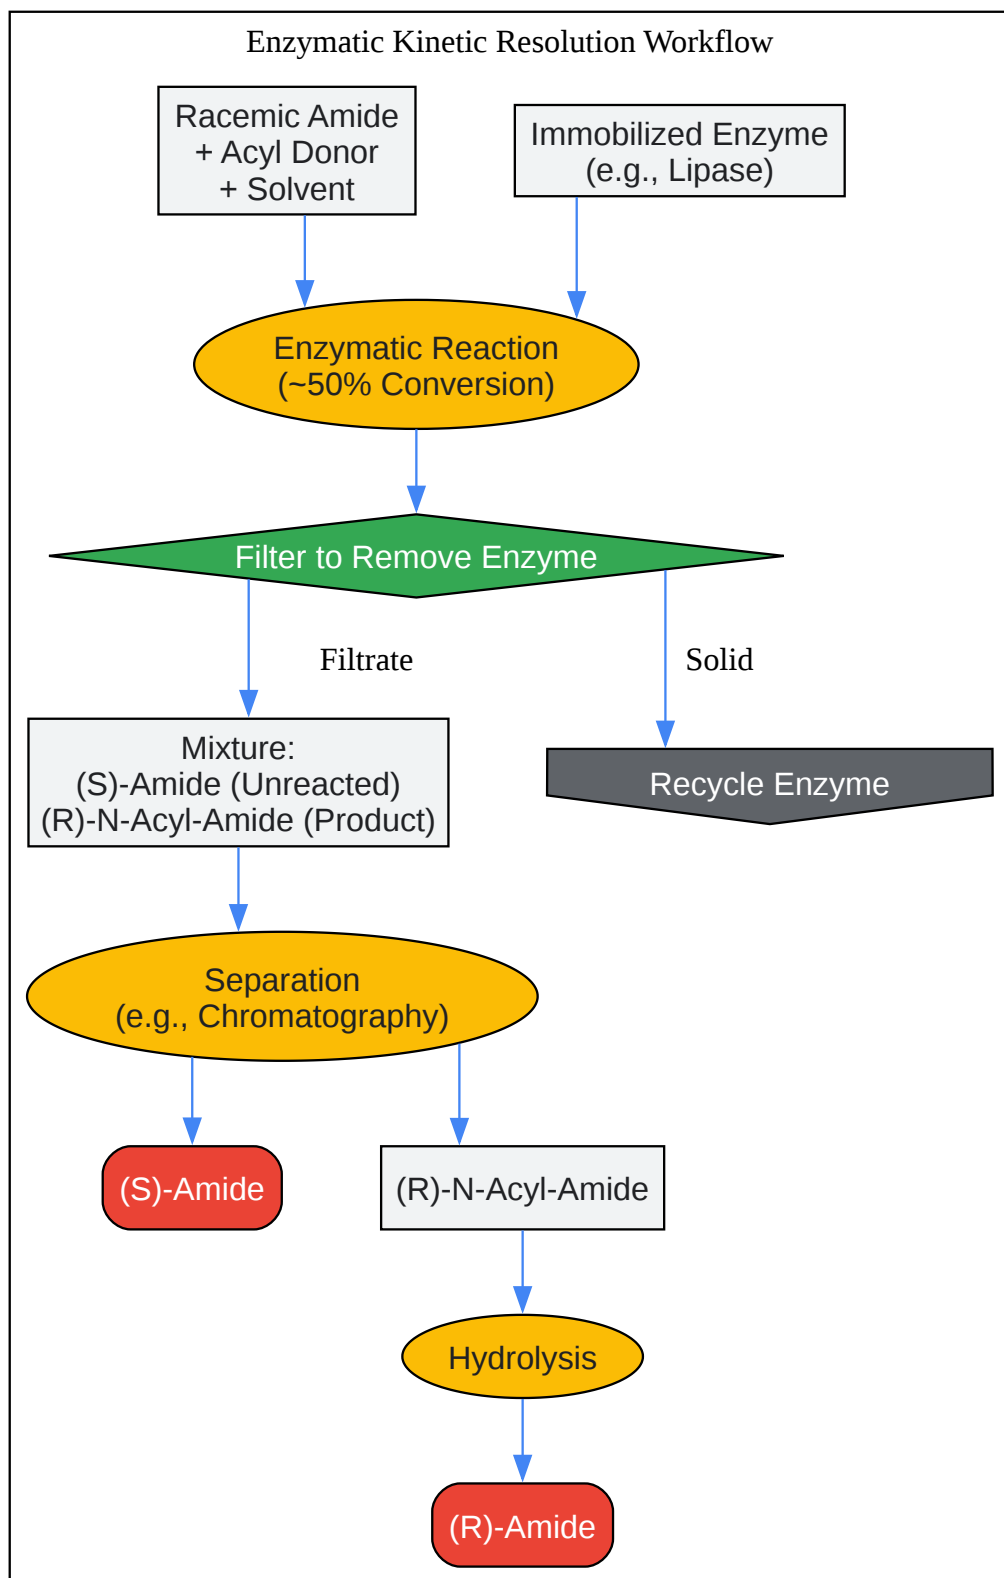 Enzymatic Kinetic Resolution Workflow
Racemic Amide
+ Acyl Donor
+ Solvent
Immobilized Enzyme
(e.g., Lipase)
Enzymatic Reaction
(~50% Conversion)
Filter to Remove Enzyme
Filtrate
Solid
Mixture:
(S)-Amide (Unreacted)
(R)-N-Acyl-Amide (Product)
Recycle Enzyme
Separation
(e.g., Chromatography)
(S)-Amide
(R)-N-Acyl-Amide
Hydrolysis
(R)-Amide